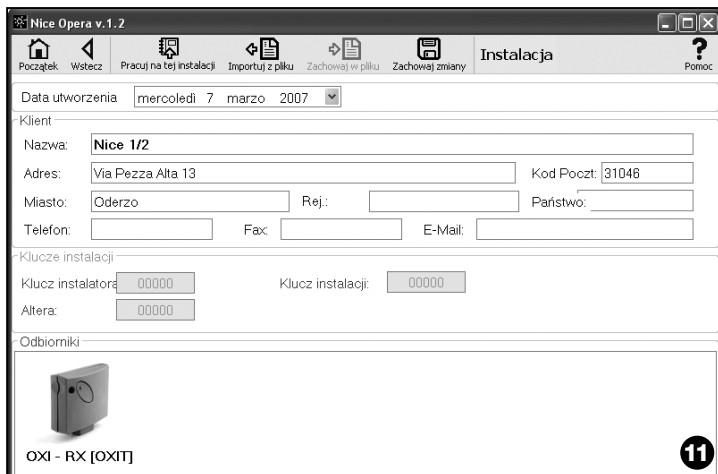 Nice Opera v.1.2
Początek Wstecz Pracuj na tej instalacji Importuj z pliku Zachowaj w pliku Zachowaj zmiany Instalacja ? Pomoc
Data utworzenia mercoledì 7 marzo 2007
Klient
Nazwa: Nice 1/2
Adres: Via Pezza Alta 13 Kod Poczt: 31046
Miasto: Oderzo Rej.: Państwo:
Telefon: Fax: E-Mail:
Klucze instalacji
Klucz instalatora 00000 Klucz instalacji: 00000
Altera: 00000
Odbiorniki
OXI - RX [OXIT]
11